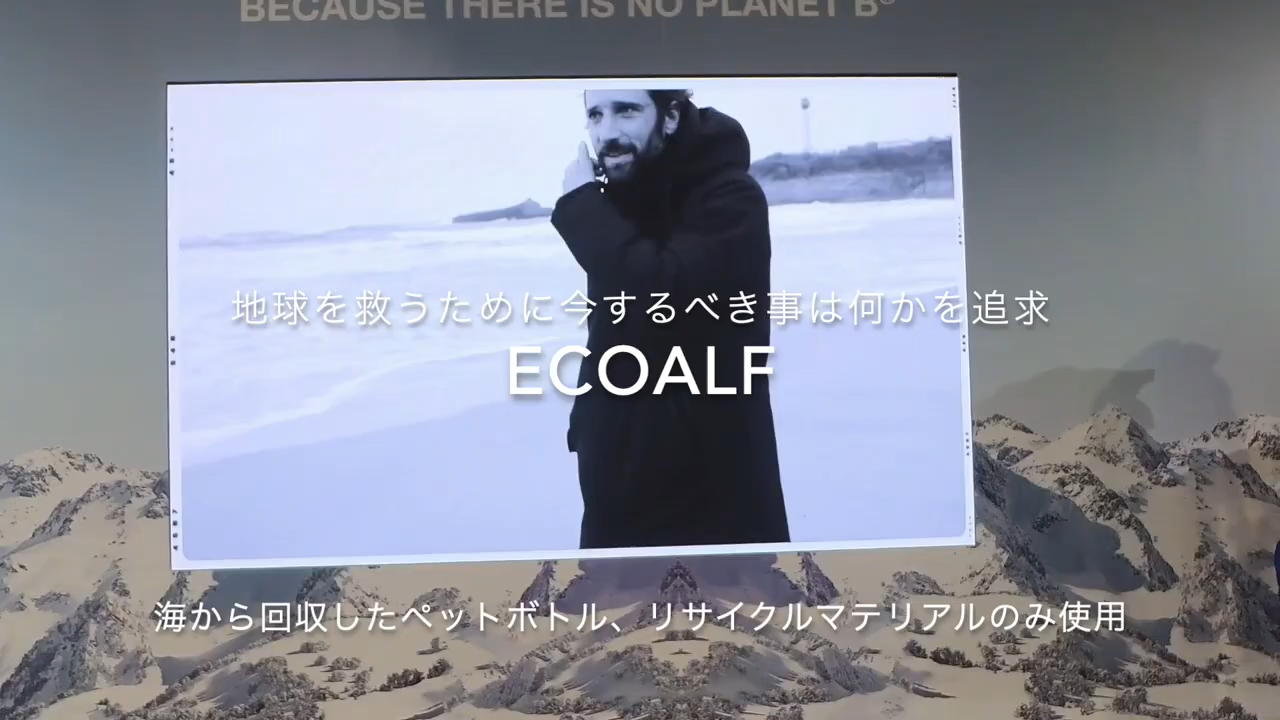 BECAUSE THERE IS NO PLANET B®
地球を救うために今するべき事は何かを追求
ECOALF
海から回収したペットボトル、リサイクルマテリアルのみ使用